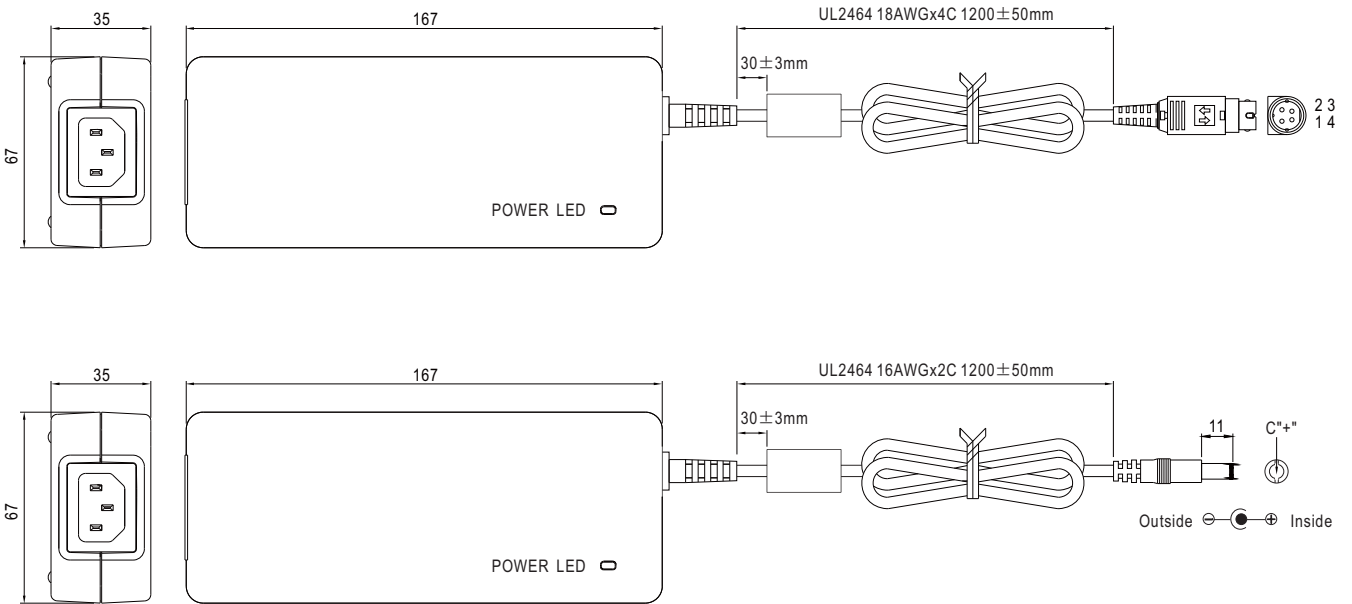 35
167
UL2464 18AWGx4C 1200±50mm
30±3mm
67
2 3
1 4
POWER LED
35
167
UL2464 16AWGx2C 1200±50mm
30±3mm
11
C"+"
67
Outside
Inside
POWER LED